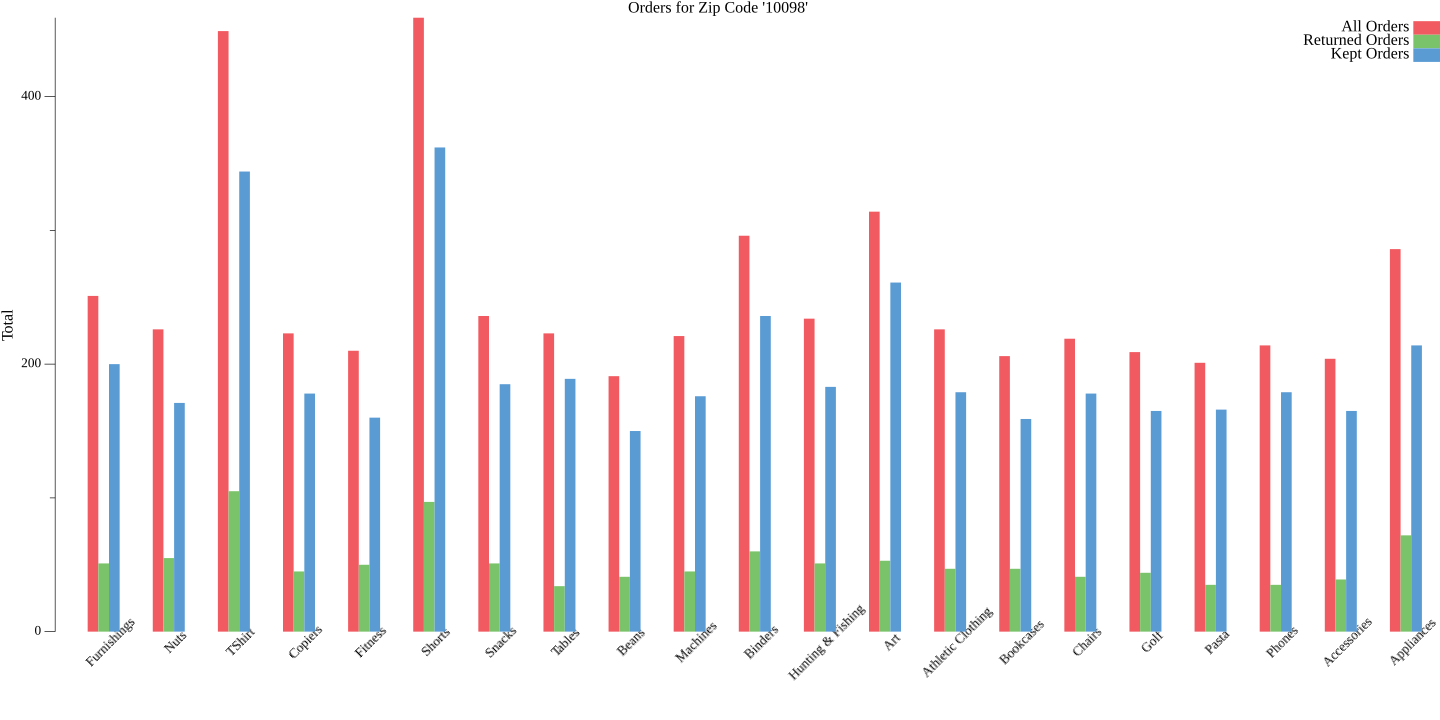 Orders for Zip Code '10098'
All Orders
Returned Orders
Kept Orders
400
200
0
Total
Furnishings
Nuts
TShirt
Copiers
Fitness
Shorts
Snacks
Tables
Beans
Machines
Binders
Hunting & Fishing
Art
Athletic Clothing
Bookcases
Chairs
Golf
Pasta
Phones
Accessories
Appliances